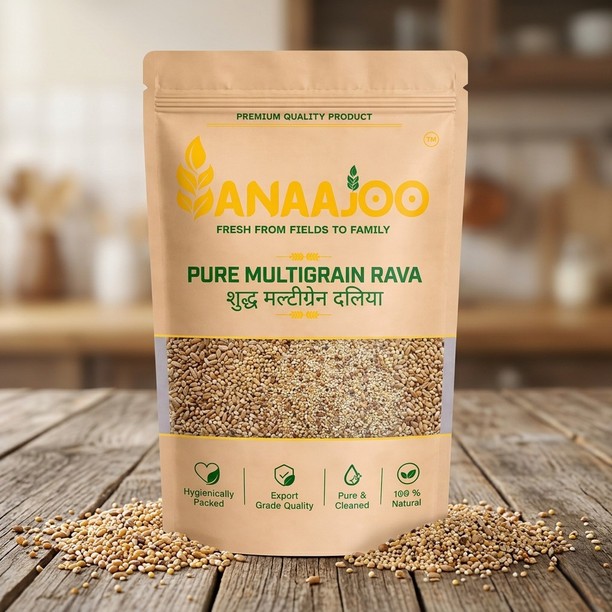 PREMIUM QUALITY PRODUCT
TM
ANAAJOO
FRESH FROM FIELDS TO FAMILY
PURE MULTIGRAIN RAVA
शुद्ध मल्टीग्रेन दलिया
Hygienically
Packed
Export
Grade Quality
Pure &
Cleaned
100 %
Natural